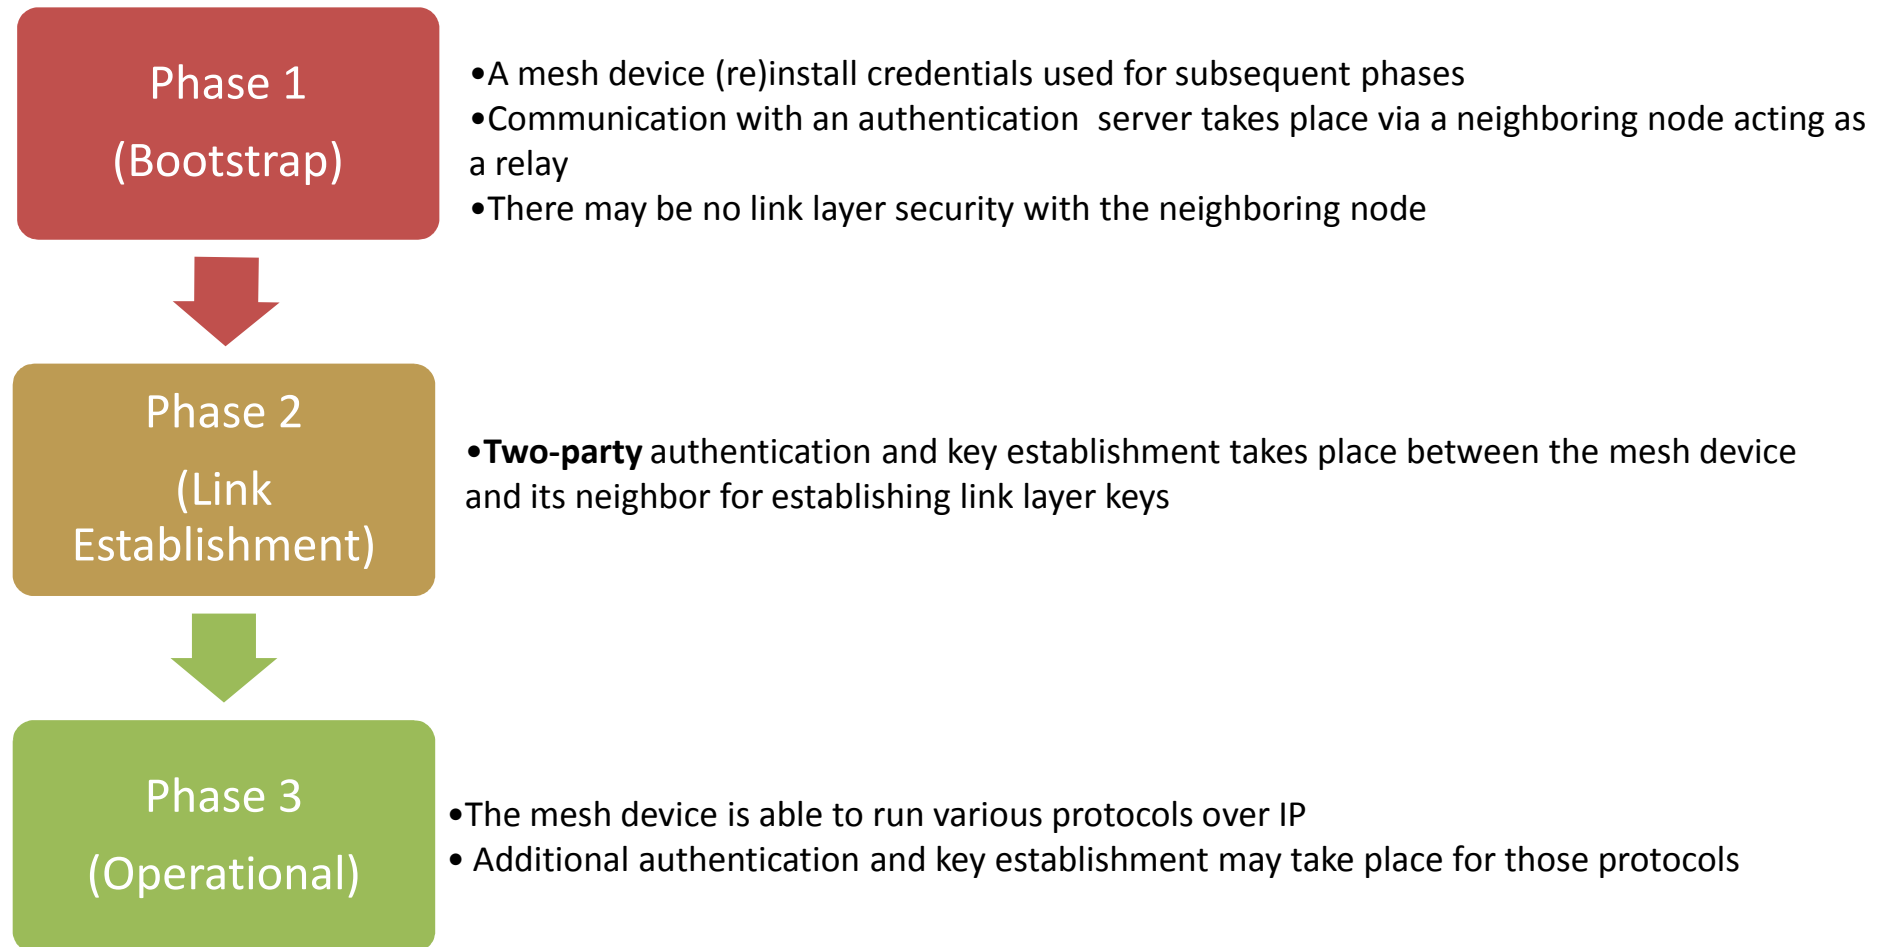 Phase 1
(Bootstrap)
•A mesh device (re)install credentials used for subsequent phases
•Communication with an authentication  server takes place via a neighboring node acting as
a relay
•There may be no link layer security with the neighboring node
Phase 2
(Link
Establishment)
•Two-party authentication and key establishment takes place between the mesh device
and its neighbor for establishing link layer keys
Phase 3
(Operational)
•The mesh device is able to run various protocols over IP
• Additional authentication and key establishment may take place for those protocols